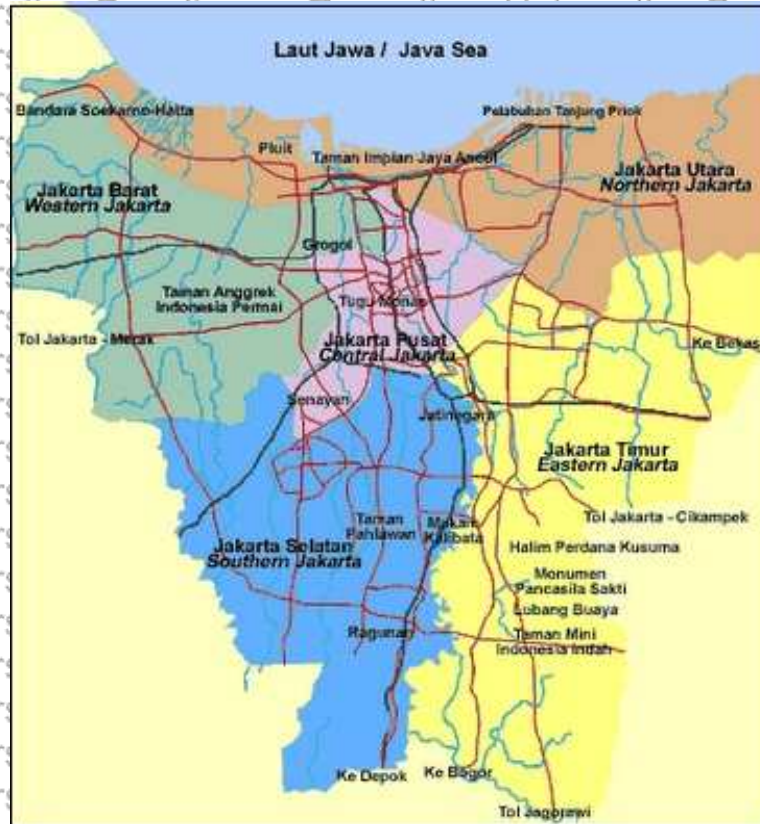 Laut Jawa / Java Sea
Bandara Soekarno-Hatta
Pelabuhan Tanjung Priok
Pluit
Taman Impian Jaya Ancol
Jakarta Utara
Northern Jakarta
Jakarta Barat
Western Jakarta
Grogol
Taman Anggrek
Indonesia Permai
Tugu Monas
Tol Jakarta - Merak
Jakarta Pusat
Central Jakarta
Ke Bekas
Senayan
Jatinegara
Jakarta Timur
Eastern Jakarta
Tol Jakarta - Cikampek
Taman
Pahlawan
Makam
Kalibata
Jakarta Selatan
Southern Jakarta
Halim Perdana Kusuma
Monumen
Pancasila Sakti
Lubang Buaya
Ragunan
Taman Mini
Indonesia Indah
Ke Depok
Ke Bogor
Tol Jagorawi